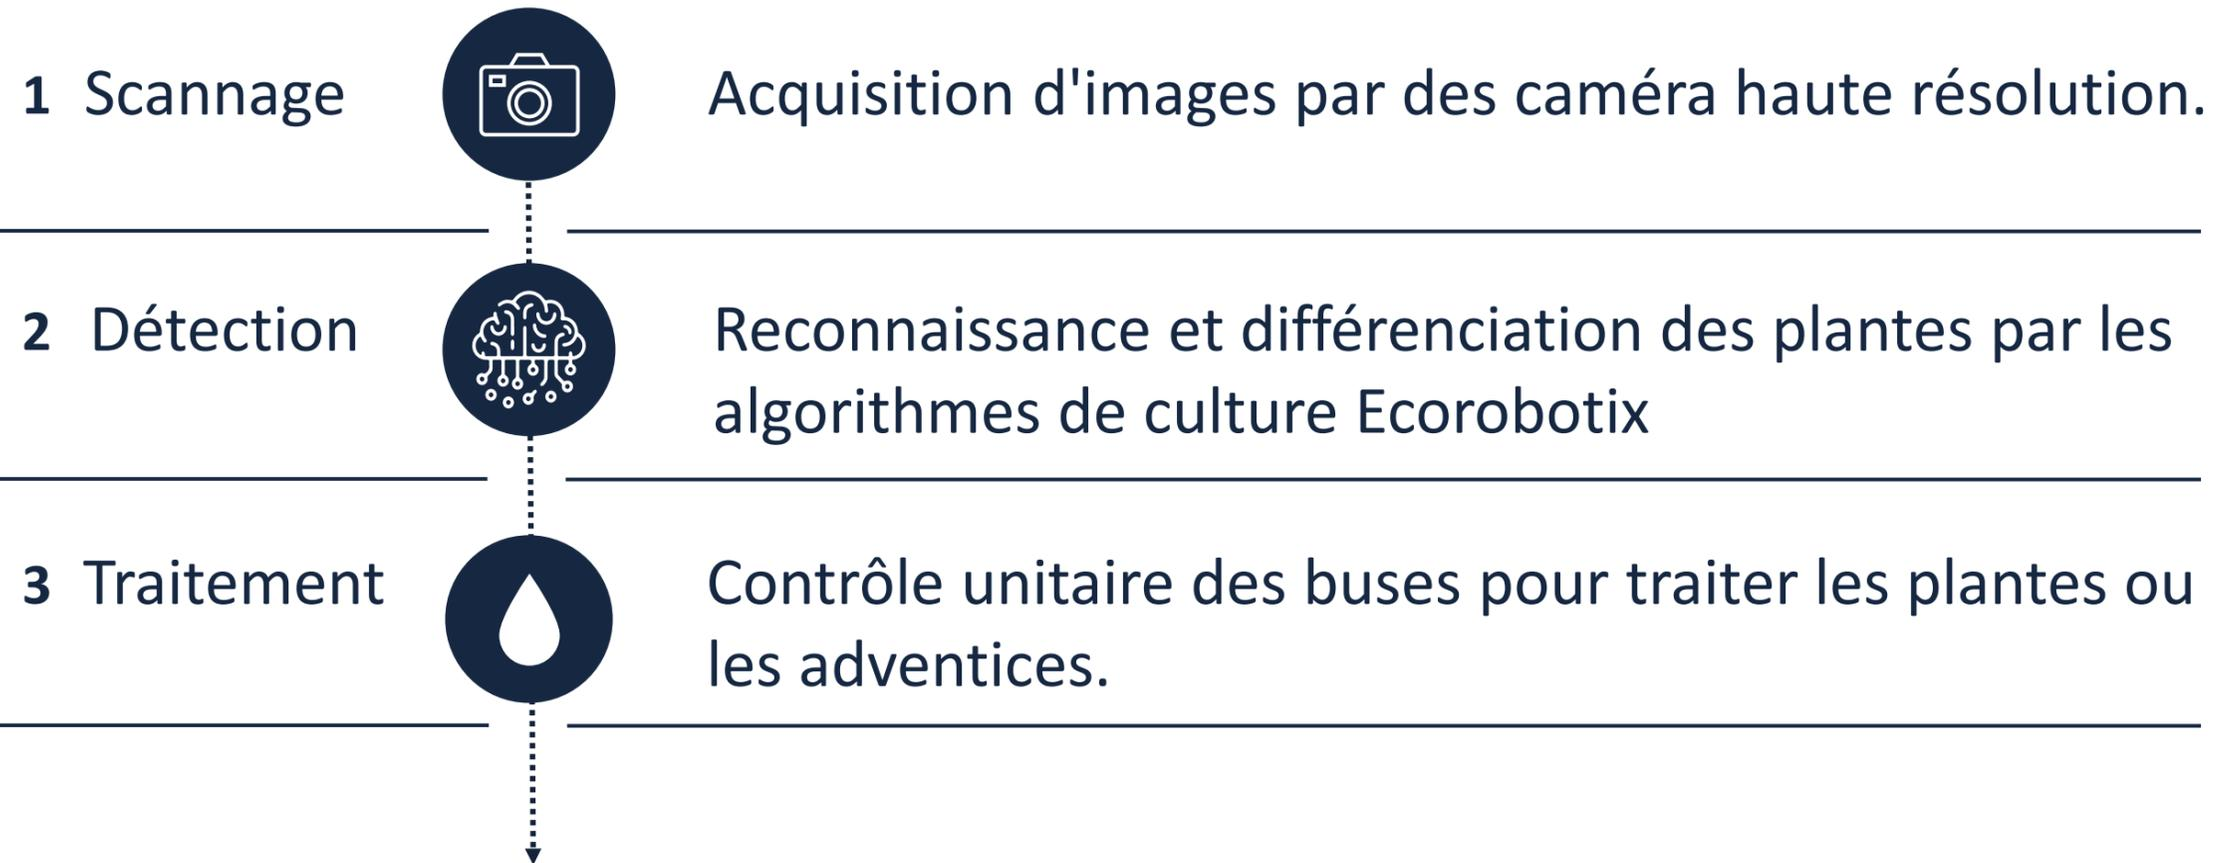 1 Scannage
Acquisition d'images par des caméra haute résolution.
2 Détection
Reconnaissance et différenciation des plantes par les
algorithmes de culture Ecorobotix
3 Traitement
Contrôle unitaire des buses pour traiter les plantes ou
les adventices.